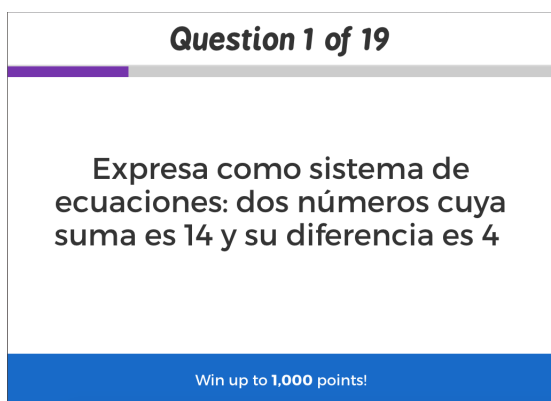 Question 1 of 19
Expresa como sistema de
ecuaciones: dos números cuya
suma es 14 y su diferencia es 4
Win up to 1,000 points!